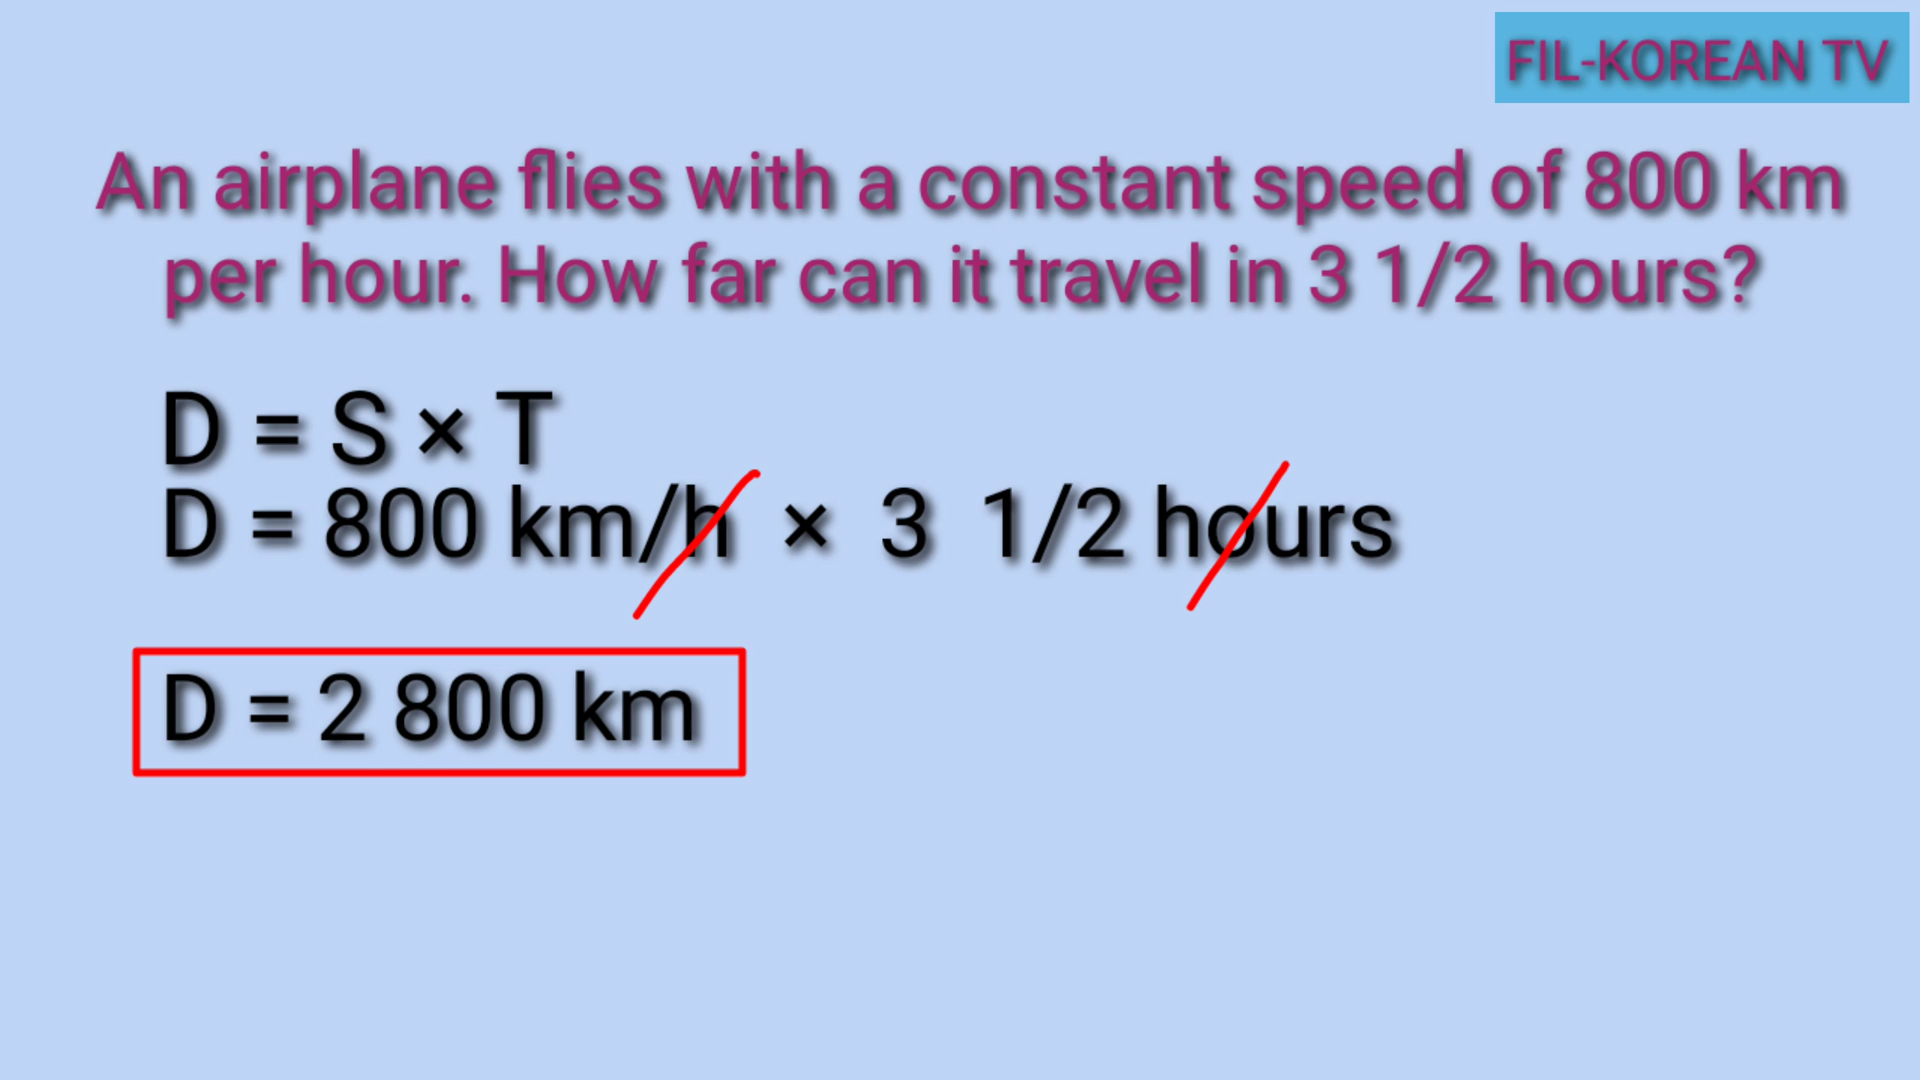 FIL-KOREAN TV
An airplane flies with a constant speed of 800 km
per hour. How far can it travel in 3 1/2 hours?
D = S × T
D = 800 km/h × 3 1/2 hours
D = 2 800 km